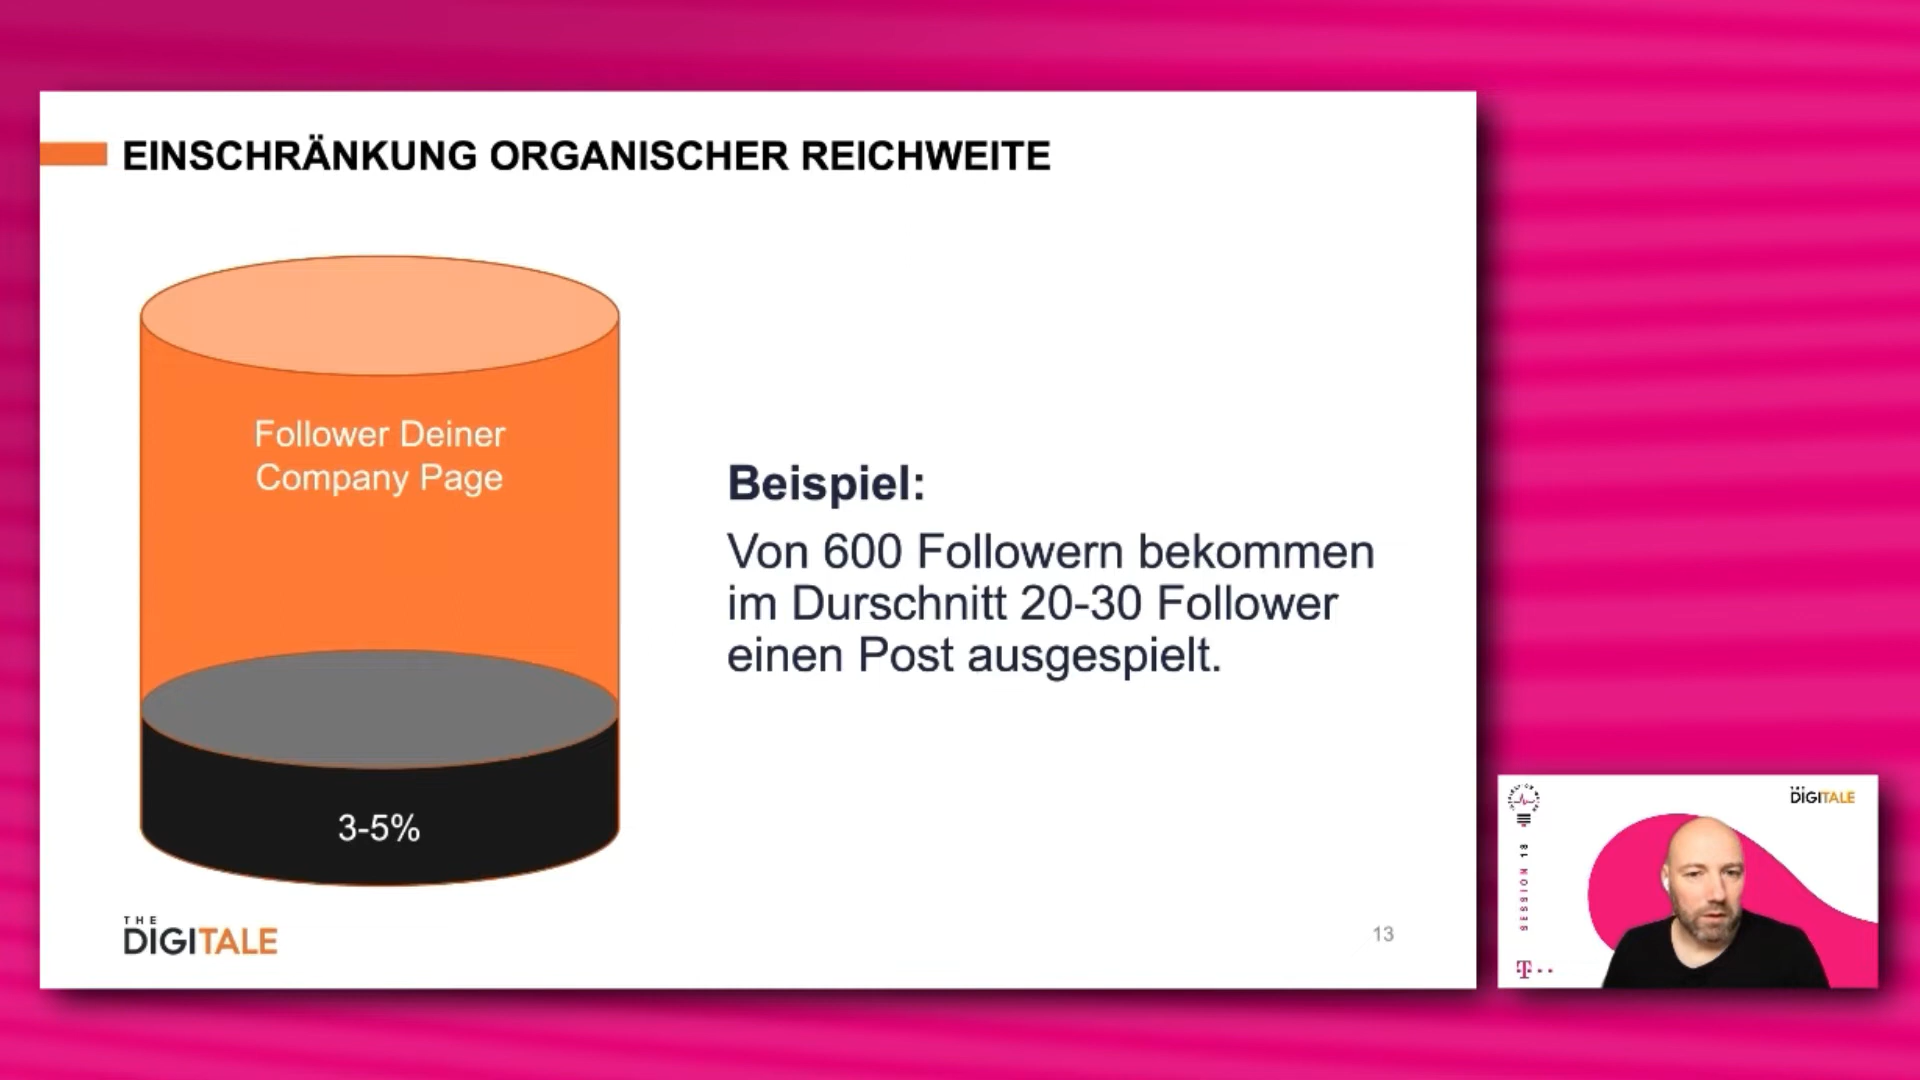 EINSCHRÄNKUNG ORGANISCHER REICHWEITE
Follower Deiner
Company Page
3-5%
Beispiel:
Von 600 Followern bekommen
im Durschnitt 20-30 Follower
einen Post ausgespielt.
THE
DIGITALE
13
THE
DIGITALE
SESSION 18
T